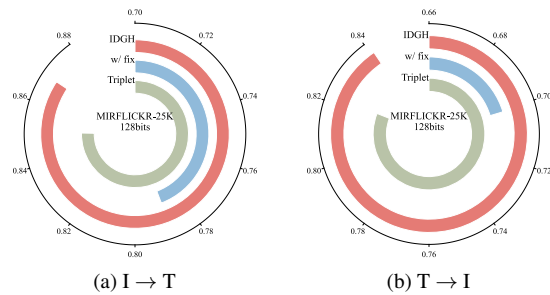 0.70
0.72
0.74
0.76
0.78
0.80
0.82
0.84
0.86
0.88
IDGH
w/ fix
Triplet
MIRFLICKR-25K
128bits
(a) I → T
0.66
0.68
0.70
0.72
0.74
0.76
0.78
0.80
0.82
0.84
IDGH
w/ fix
Triplet
MIRFLICKR-25K
128bits
(b) T → I